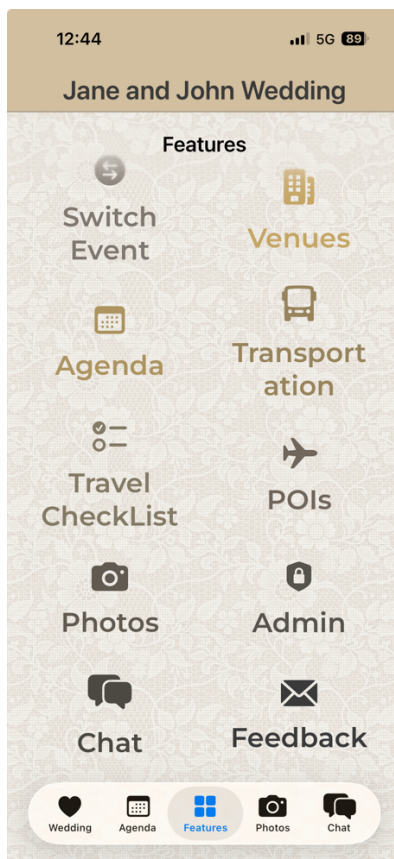 12:44
5G 89
Jane and John Wedding
Features
Switch
Event
Venues
Agenda
Transport
ation
Travel
CheckList
POIs
Photos
Admin
Chat
Feedback
Wedding Agenda Features Photos Chat